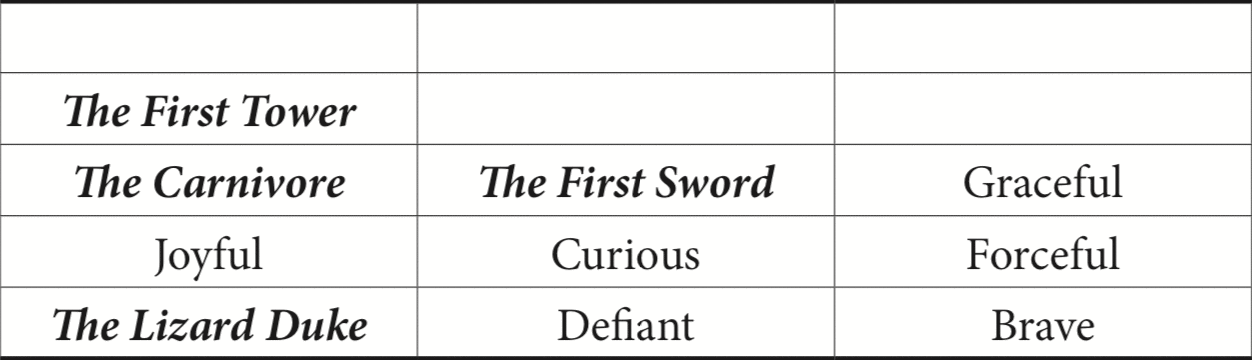 The First Tower
The Carnivore The First Sword Graceful
Joyful Curious Forceful
The Lizard Duke Defiant Brave